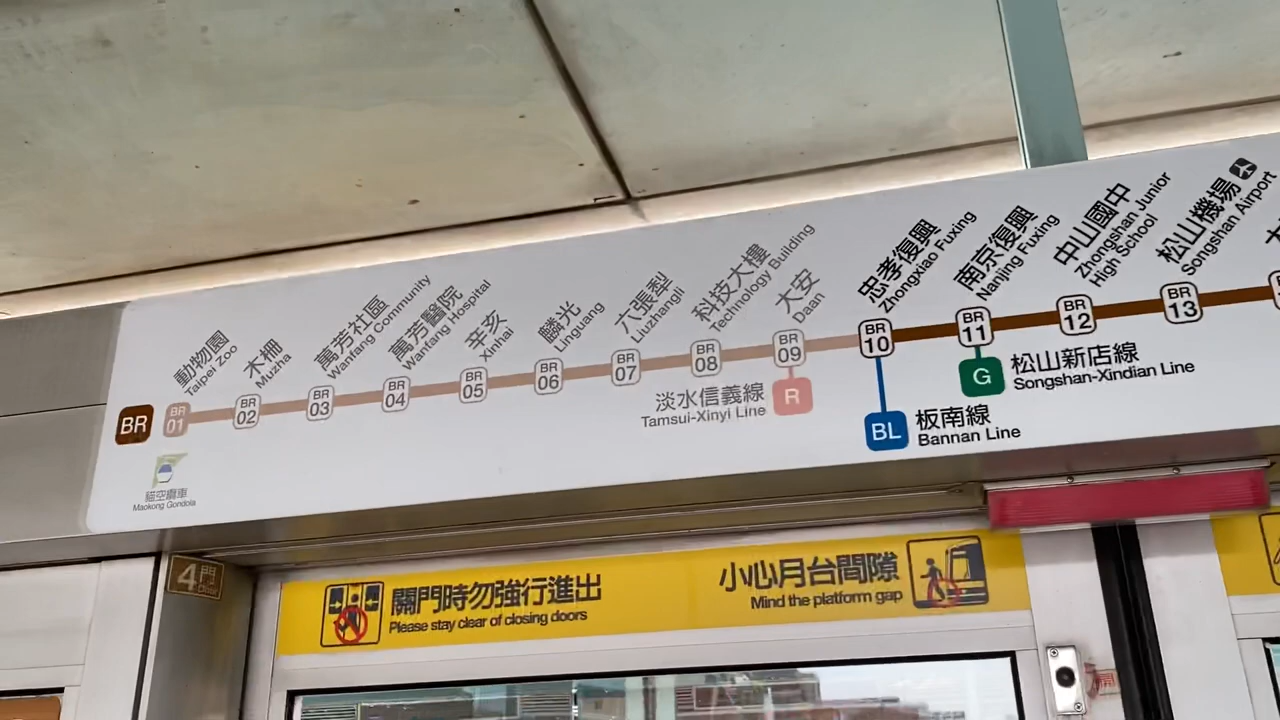 BR
BR
01
動物園
Taipei Zoo
貓空纜車
Maokong Gondola
BR
02
木柵
Muzha
BR
03
萬芳社區
Wanfang Community
BR
04
萬芳醫院
Wanfang Hospital
BR
05
辛亥
Xinhai
BR
06
麟光
Linguang
BR
07
六張犁
Liuzhangli
BR
08
科技大樓
Technology Building
BR
09
大安
Daan
淡水信義線
Tamsui-Xinyi Line
R
BR
10
忠孝復興
Zhongxiao Fuxing
BL
板南線
Bannan Line
BR
11
南京復興
Nanjing Fuxing
G
松山新店線
Songshan-Xindian Line
BR
12
中山國中
Zhongshan Junior
High School
BR
13
松山機場
Songshan Airport
4門
Door
關門時勿強行進出
Please stay clear of closing doors
小心月台間隙
Mind the platform gap